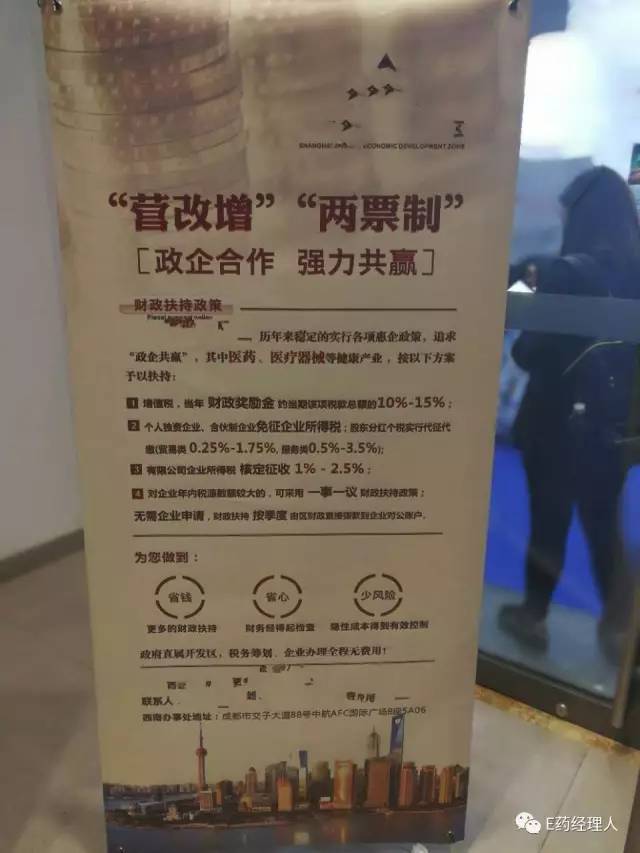 SHANGHAI
ECONOMIC DEVELOPMENT ZONE
“营改增”“两票制”
[政企合作 强力共赢]
财政扶持政策
历年来稳定的实行各项惠企政策，追求
“政企共赢”，其中医药、医疗器械等健康产业，按以下方案
予以扶持：
1 增值税，当年 财政奖励金 约当期该项税款总额的10%-15%；
2 个人独资企业、合伙制企业免征企业所得税；股东分红个税实行代征代
缴(贸易类 0.25%-1.75%, 服务类0.5%-3.5%);
3 有限公司企业所得税 核定征收 1% - 2.5%；
4 对企业年内税源数额较大的，可采用 一事一议 财政扶持政策；
无需企业申请，财政扶持 按季度 由区财政直接拨款到企业对公账户。
为您做到：
省钱 省心 少风险
更多的财政扶持 财务经得起检查 隐性成本得到有效控制
政府直属开发区，税务筹划、企业办理全程无费用！
联系人
西南办事处地址：成都市交子大道88号中航AFC国际广场B座5A06
E药经理人